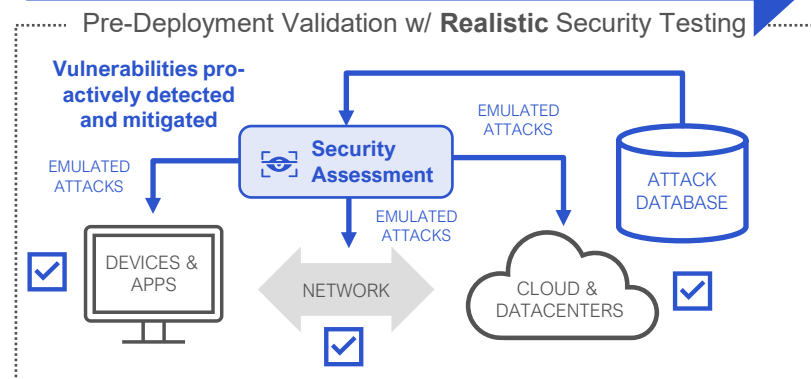 Pre-Deployment Validation w/ Realistic Security Testing
Vulnerabilities pro-
actively detected
and mitigated
EMULATED
ATTACKS
Security
Assessment
EMULATED
ATTACKS
ATTACK
DATABASE
EMULATED
ATTACKS
DEVICES &
APPS
NETWORK
CLOUD &
DATACENTERS